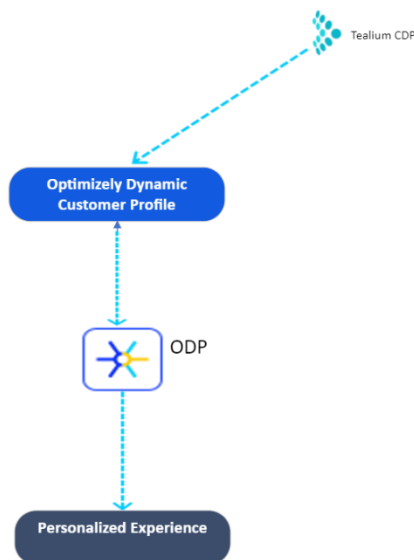 Tealium CDP
Optimizely Dynamic
Customer Profile
ODP
Personalized Experience